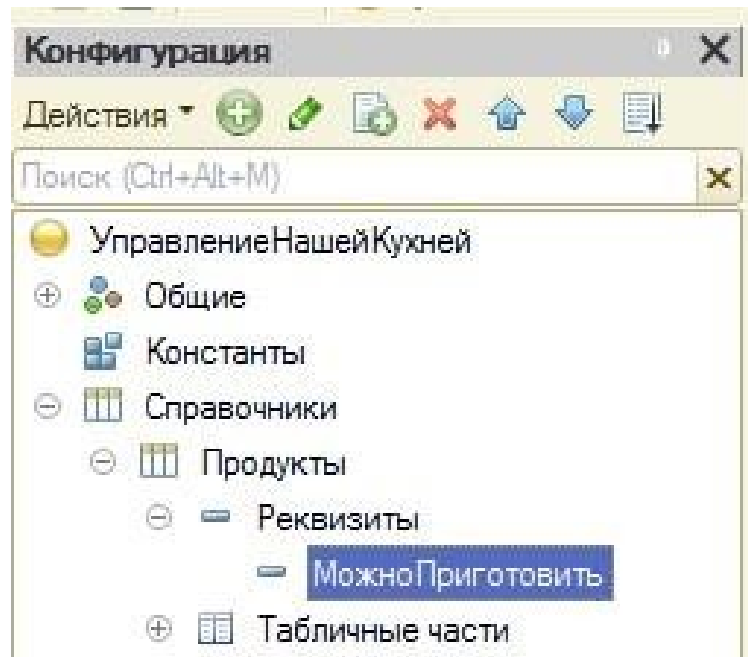 Конфигурация
Действия
Поиск (Ctrl+Alt+M)
УправлениеНашейКухней
Общие
Константы
Справочники
Продукты
Реквизиты
МожноПриготовить
Табличные части